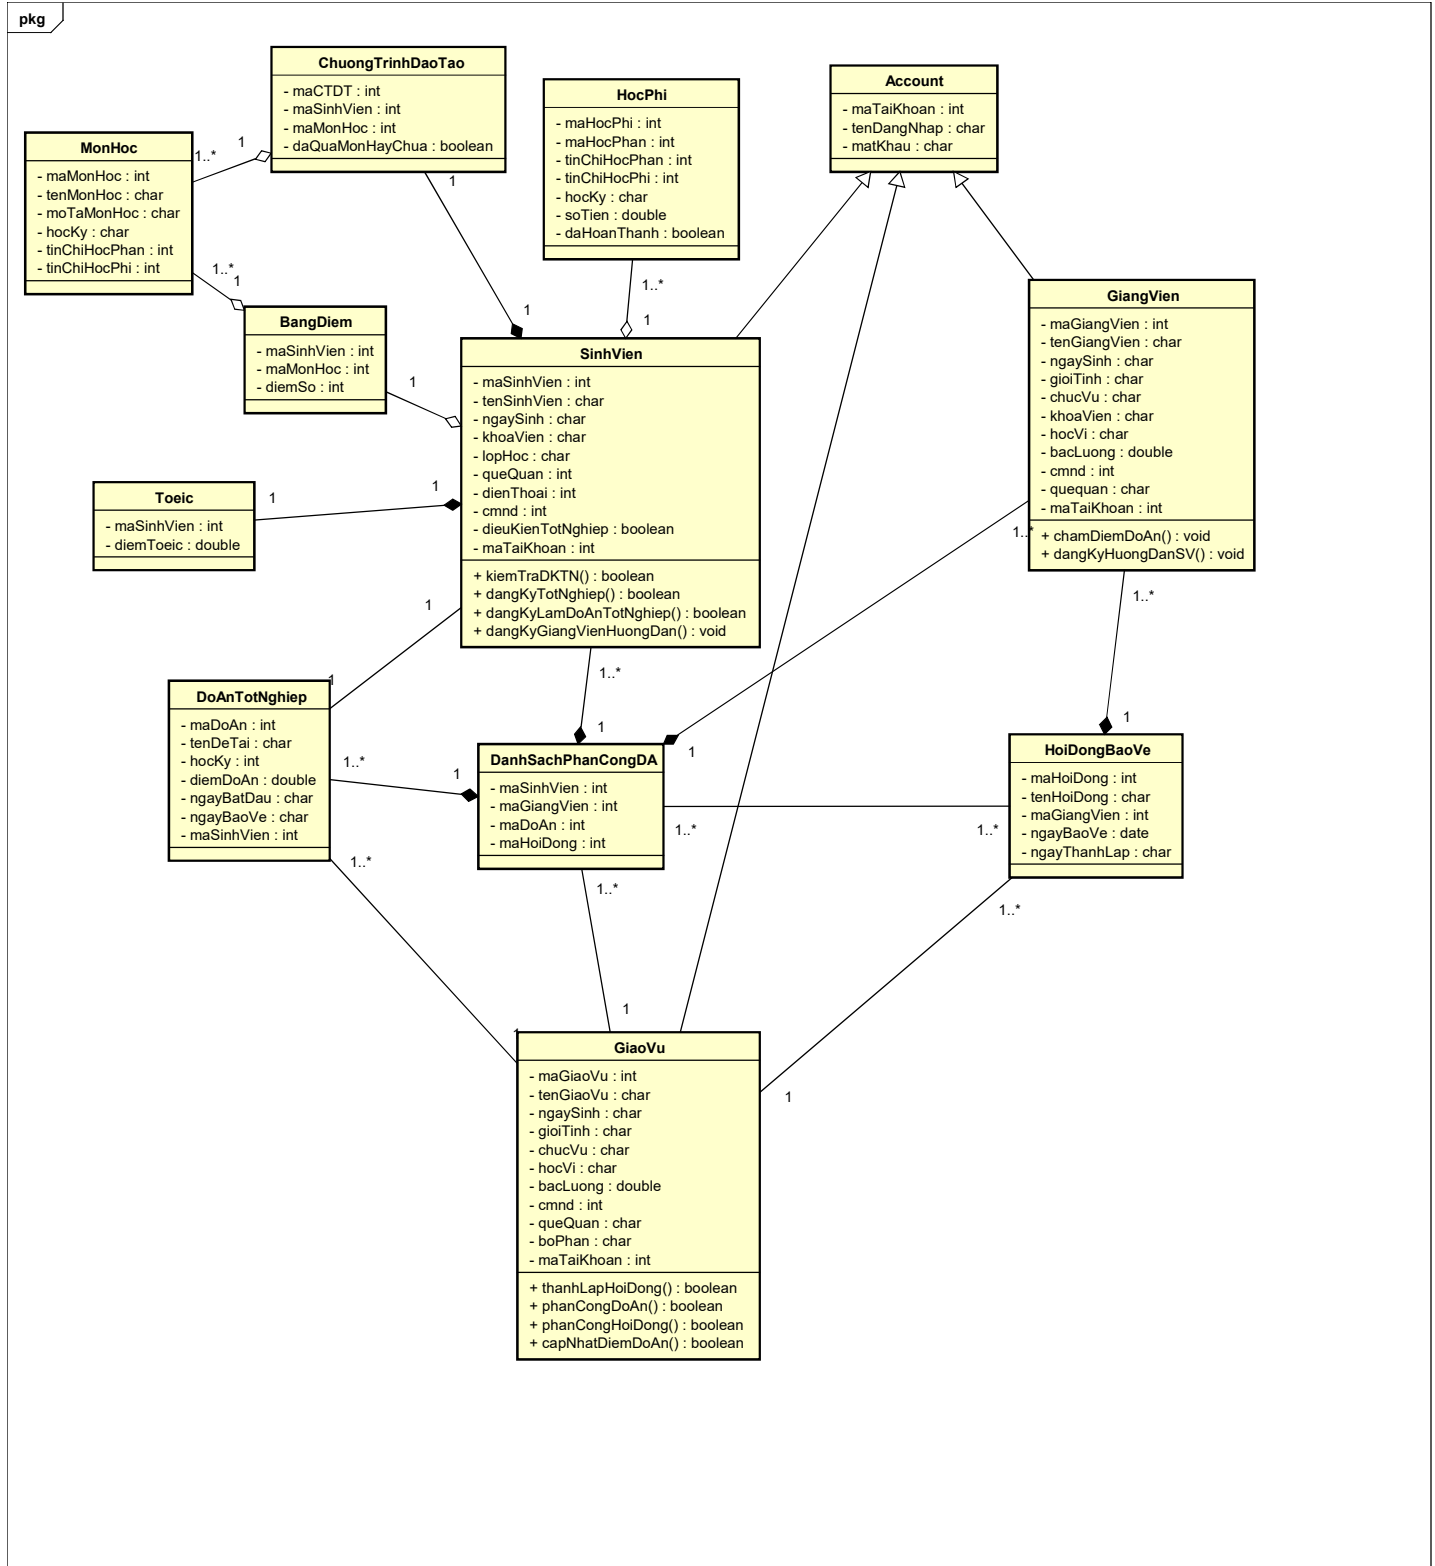 pkg
ChuongTrinhDaoTao
- maCTDT : int
- maSinhVien : int
- maMonHoc : int
- daQuaMonHayChua : boolean
HocPhi
- maHocPhi : int
- maHocPhan : int
- tinChiHocPhan : int
- tinChiHocPhi : int
- hocKy : char
- soTien : double
- daHoanThanh : boolean
Account
- maTaiKhoan : int
- tenDangNhap : char
- matKhau : char
MonHoc
- maMonHoc : int
- tenMonHoc : char
- moTaMonHoc : char
- hocKy : char
- tinChiHocPhan : int
- tinChiHocPhi : int
1..*
1
1
1..*
1
1..*
1
1
BangDiem
- maSinhVien : int
- maMonHoc : int
- diemSo : int
1
GiangVien
- maGiangVien : int
- tenGiangVien : char
- ngaySinh : char
- gioiTinh : char
- chucVu : char
- khoaVien : char
- hocVi : char
- bacLuong : double
- cmnd : int
- quequan : char
- maTaiKhoan : int
+ chamDiemDoAn() : void
+ dangKyHuongDanSV() : void
SinhVien
- maSinhVien : int
- tenSinhVien : char
- ngaySinh : char
- khoaVien : char
- lopHoc : char
- queQuan : int
- dienThoai : int
- cmnd : int
- dieuKienTotNghiep : boolean
- maTaiKhoan : int
+ kiemTraDKTN() : boolean
+ dangKyTotNghiep() : boolean
+ dangKyLamDoAnTotNghiep() : boolean
+ dangKyGiangVienHuongDan() : void
Toeic
- maSinhVien : int
- diemToeic : double
1
1
1..*
1..*
1
1
1..*
1
1
1
DoAnTotNghiep
- maDoAn : int
- tenDeTai : char
- hocKy : int
- diemDoAn : double
- ngayBatDau : char
- ngayBaoVe : char
- maSinhVien : int
1..*
1
DanhSachPhanCongDA
- maSinhVien : int
- maGiangVien : int
- maDoAn : int
- maHoiDong : int
HoiDongBaoVe
- maHoiDong : int
- tenHoiDong : char
- maGiangVien : int
- ngayBaoVe : date
- ngayThanhLap : char
1..*
1..*
1..*
1..*
1..*
1
1
1
GiaoVu
- maGiaoVu : int
- tenGiaoVu : char
- ngaySinh : char
- gioiTinh : char
- chucVu : char
- hocVi : char
- bacLuong : double
- cmnd : int
- queQuan : char
- boPhan : char
- maTaiKhoan : int
+ thanhLapHoiDong() : boolean
+ phanCongDoAn() : boolean
+ phanCongHoiDong() : boolean
+ capNhatDiemDoAn() : boolean